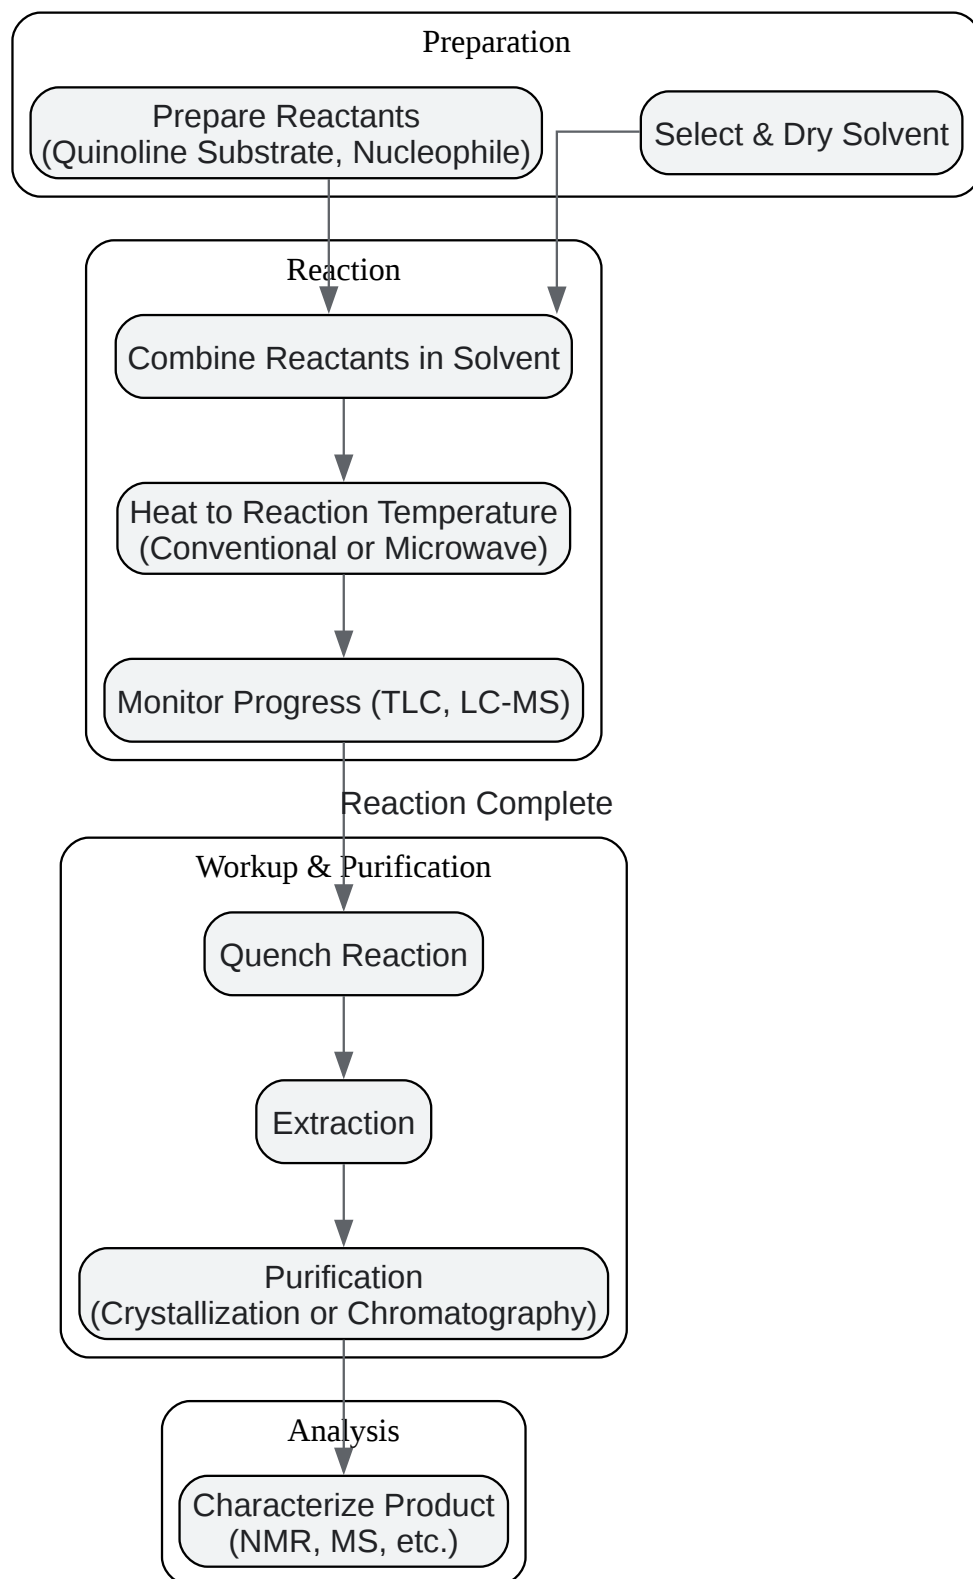 Preparation
Prepare Reactants
(Quinoline Substrate, Nucleophile)
Select & Dry Solvent
Reaction
Combine Reactants in Solvent
Heat to Reaction Temperature
(Conventional or Microwave)
Monitor Progress (TLC, LC-MS)
Reaction Complete
Workup & Purification
Quench Reaction
Extraction
Purification
(Crystallization or Chromatography)
Analysis
Characterize Product
(NMR, MS, etc.)